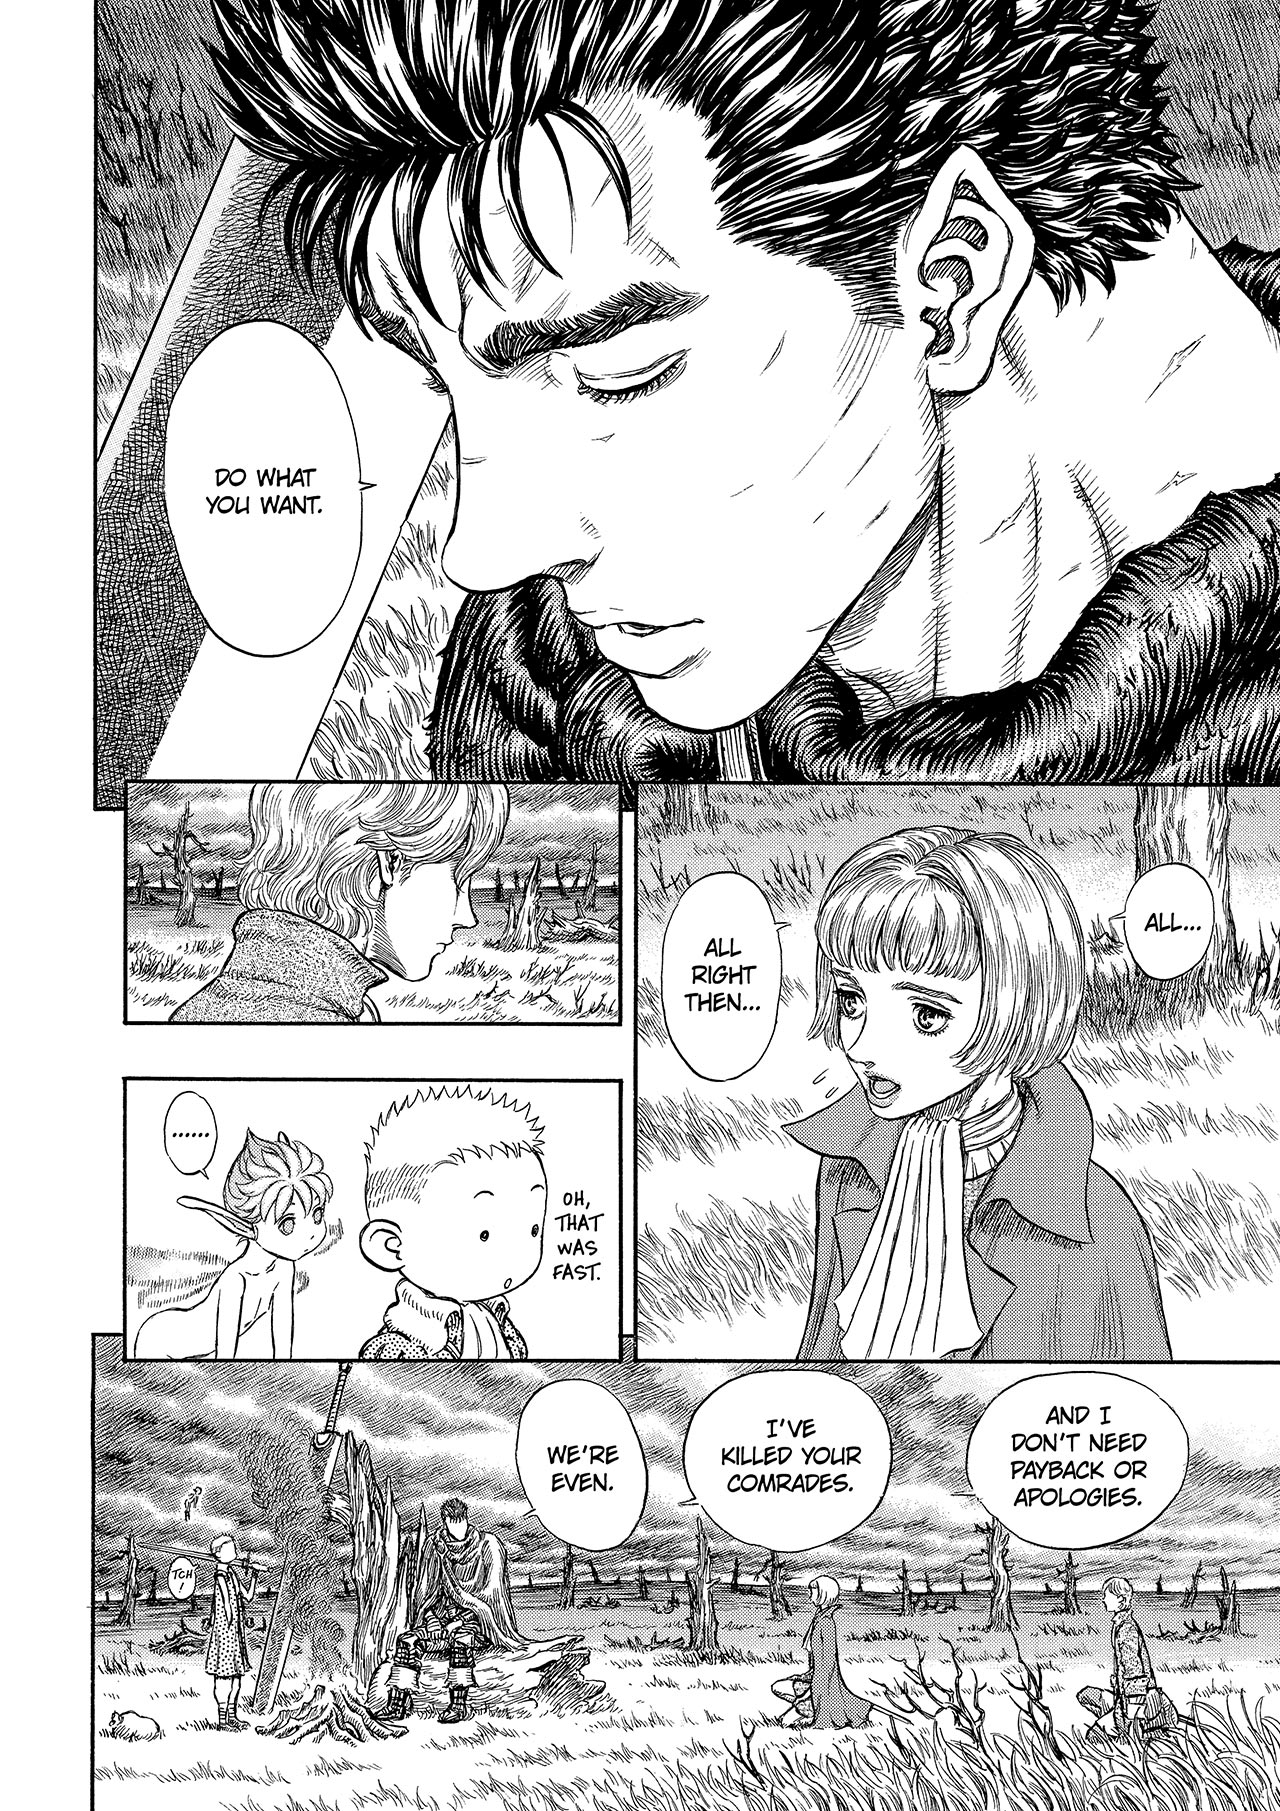 DO WHAT
YOU WANT.
ALL...
ALL
RIGHT
THEN...
OH,
THAT
WAS
FAST.
......
AND I
DON'T NEED
PAYBACK OR
APOLOGIES.
I'VE
KILLED YOUR
COMRADES.
WE'RE
EVEN.
TCH
!